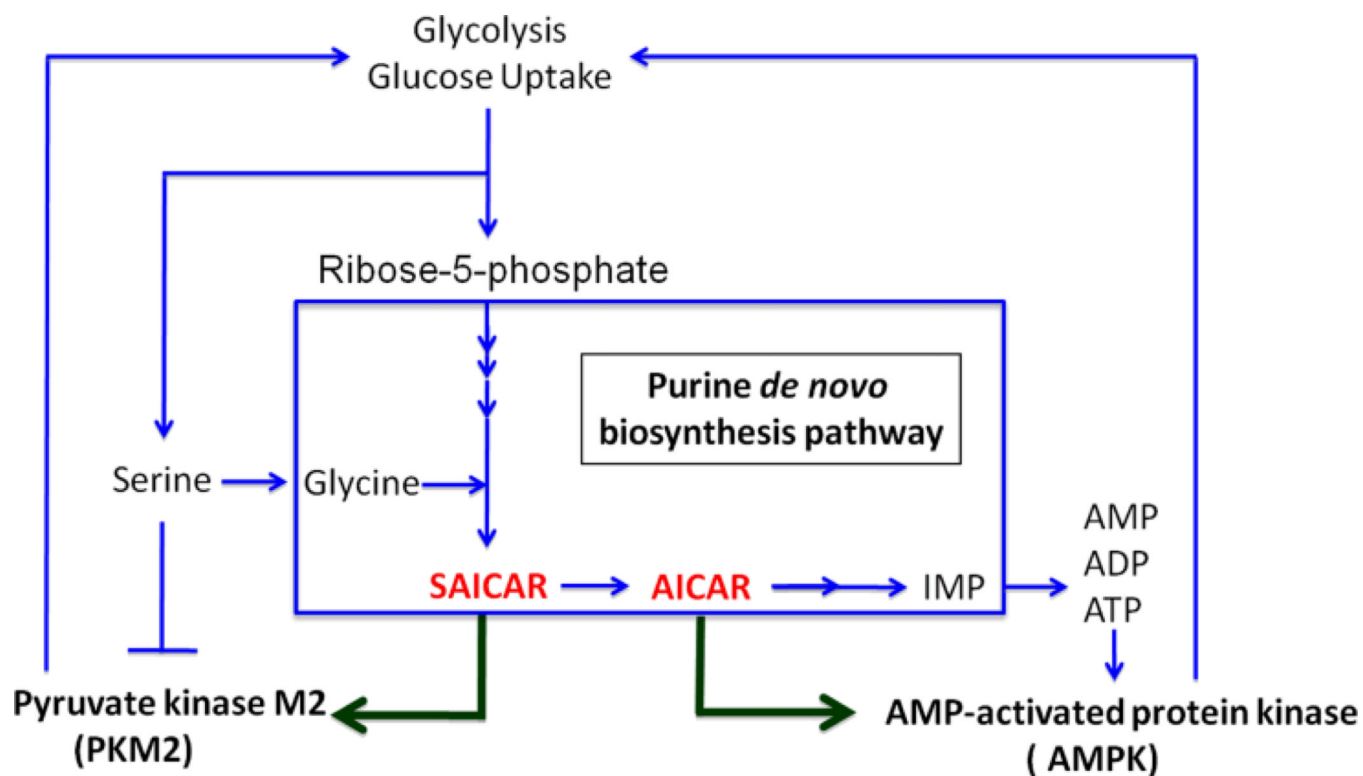 Glycolysis
Glucose Uptake
Ribose-5-phosphate
Purine de novo
biosynthesis pathway
Serine
Glycine
SAICAR
AICAR
IMP
AMP
ADP
ATP
Pyruvate kinase M2
(PKM2)
AMP-activated protein kinase
( AMPK)